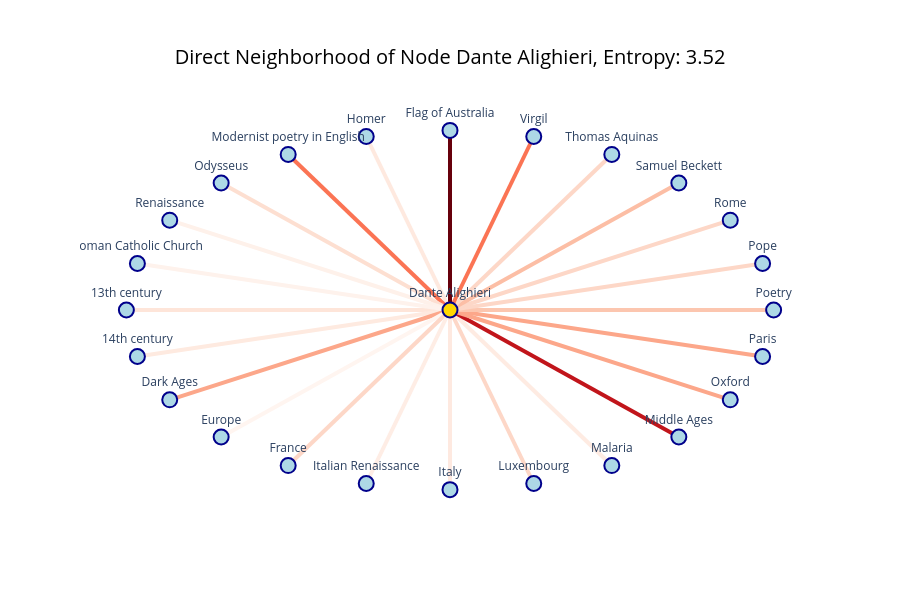 Direct Neighborhood of Node Dante Alighieri, Entropy: 3.52
Flag of Australia
Homer
Virgil
Modernist poetry in English
Thomas Aquinas
Odysseus
Samuel Beckett
Renaissance
Rome
oman Catholic Church
Pope
13th century
Dante Alighieri
Poetry
14th century
Paris
Dark Ages
Oxford
Europe
Middle Ages
France
Malaria
Italian Renaissance
Italy
Luxembourg